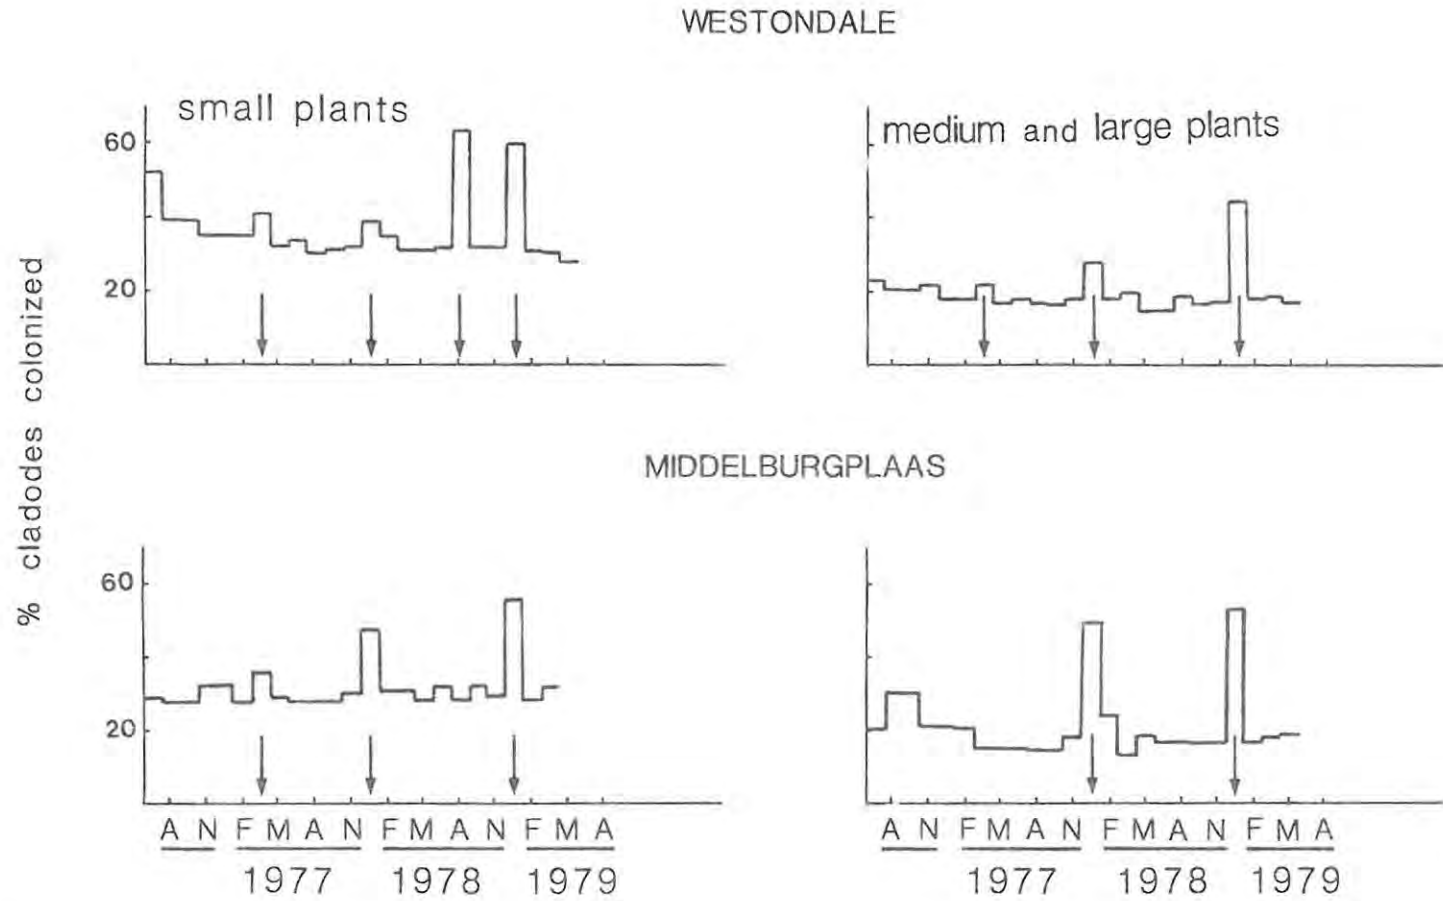 WESTONDALE
small plants
medium and large plants
60
20
% cladodes colonized
MIDDELBURGPLAAS
60
20
A N F M A N F M A N F M A
1977 1978 1979
A N F M A N F M A N F M A
1977 1978 1979